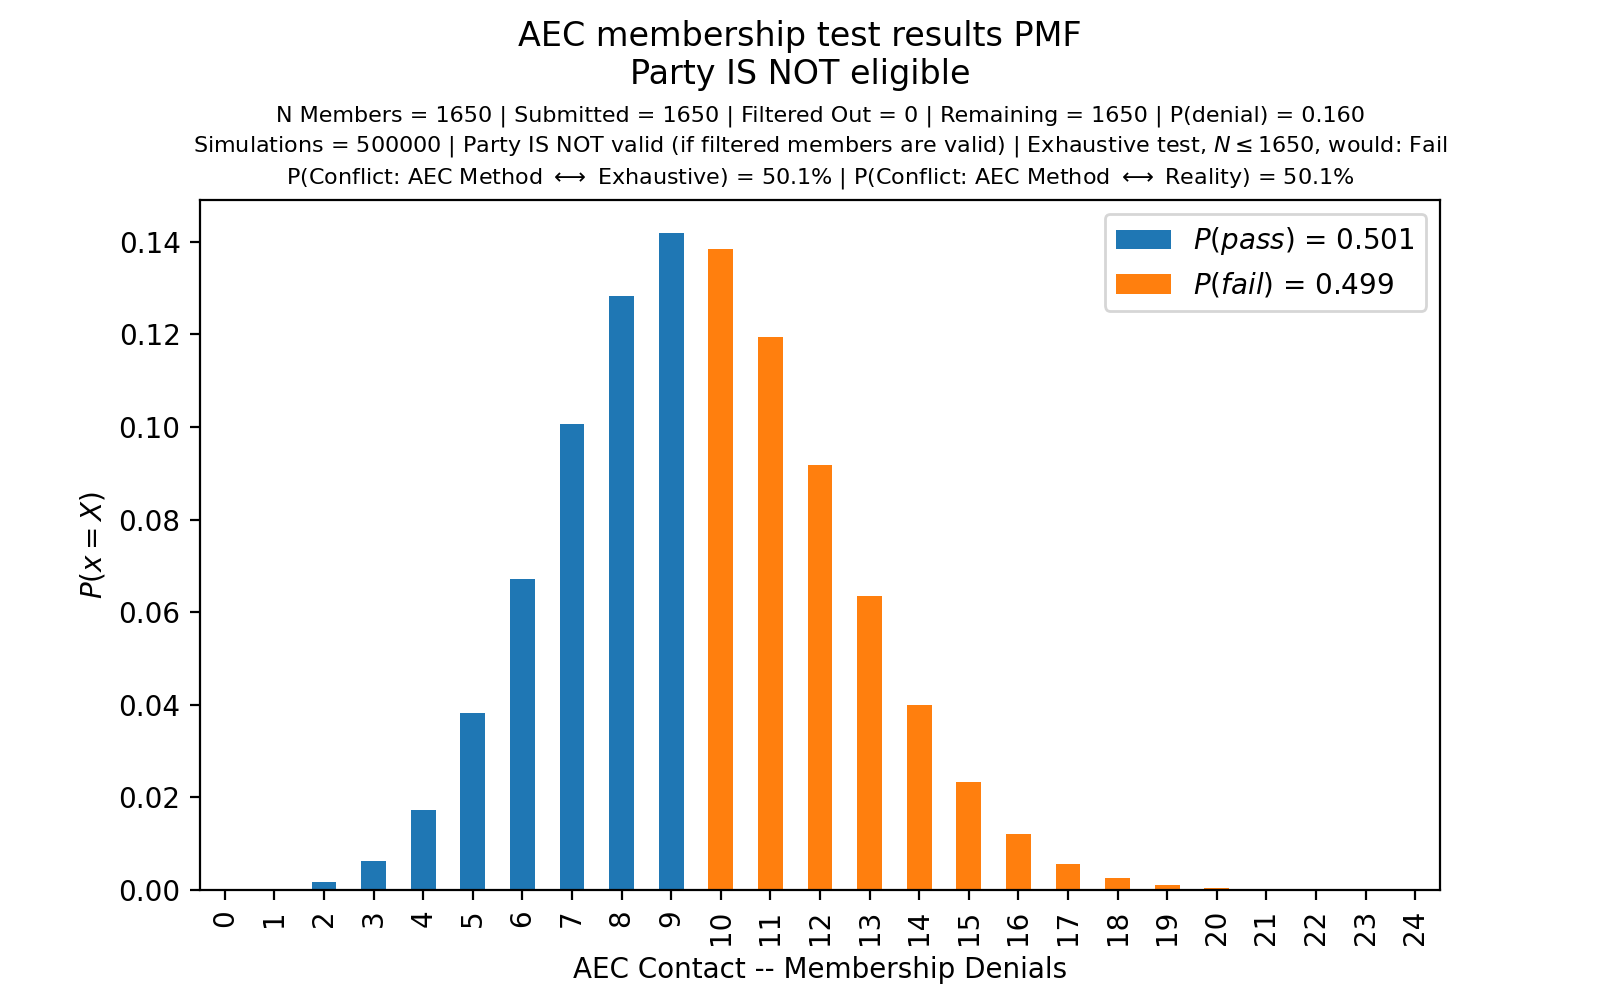 AEC membership test results PMF
Party IS NOT eligible
N Members = 1650 | Submitted = 1650 | Filtered Out = 0 | Remaining = 1650 | P(denial) = 0.160
Simulations = 500000 | Party IS NOT valid (if filtered members are valid) | Exhaustive test, N ≤ 1650, would: Fail
P(Conflict: AEC Method ⟷ Exhaustive) = 50.1% | P(Conflict: AEC Method ⟷ Reality) = 50.1%
P(pass) = 0.501
P(fail) = 0.499
0.14
0.12
0.10
0.08
0.06
0.04
0.02
0.00
P(x = X)
0 1 2 3 4 5 6 7 8 9 10 11 12 13 14 15 16 17 18 19 20 21 22 23 24
AEC Contact -- Membership Denials